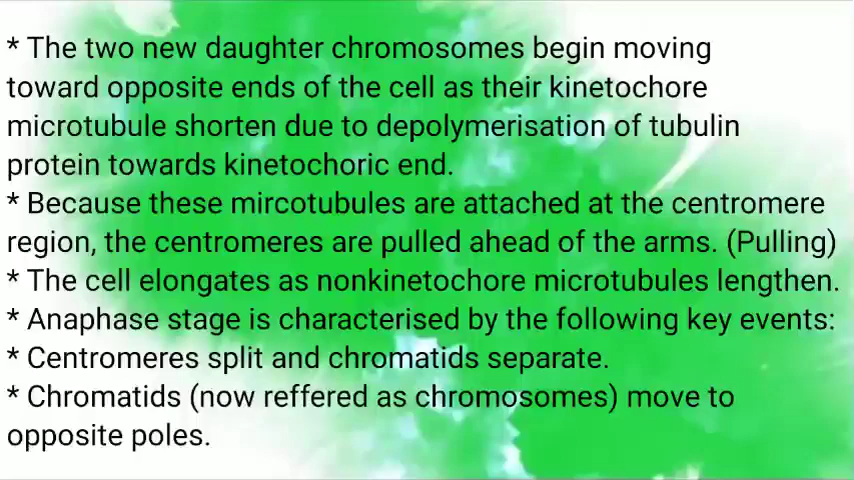 * The two new daughter chromosomes begin moving
toward opposite ends of the cell as their kinetochore
microtubule shorten due to depolymerisation of tubulin
protein towards kinetochoric end.
* Because these mircotubules are attached at the centromere
region, the centromeres are pulled ahead of the arms. (Pulling)
* The cell elongates as nonkinetochore microtubules lengthen.
* Anaphase stage is characterised by the following key events:
* Centromeres split and chromatids separate.
* Chromatids (now reffered as chromosomes) move to
opposite poles.